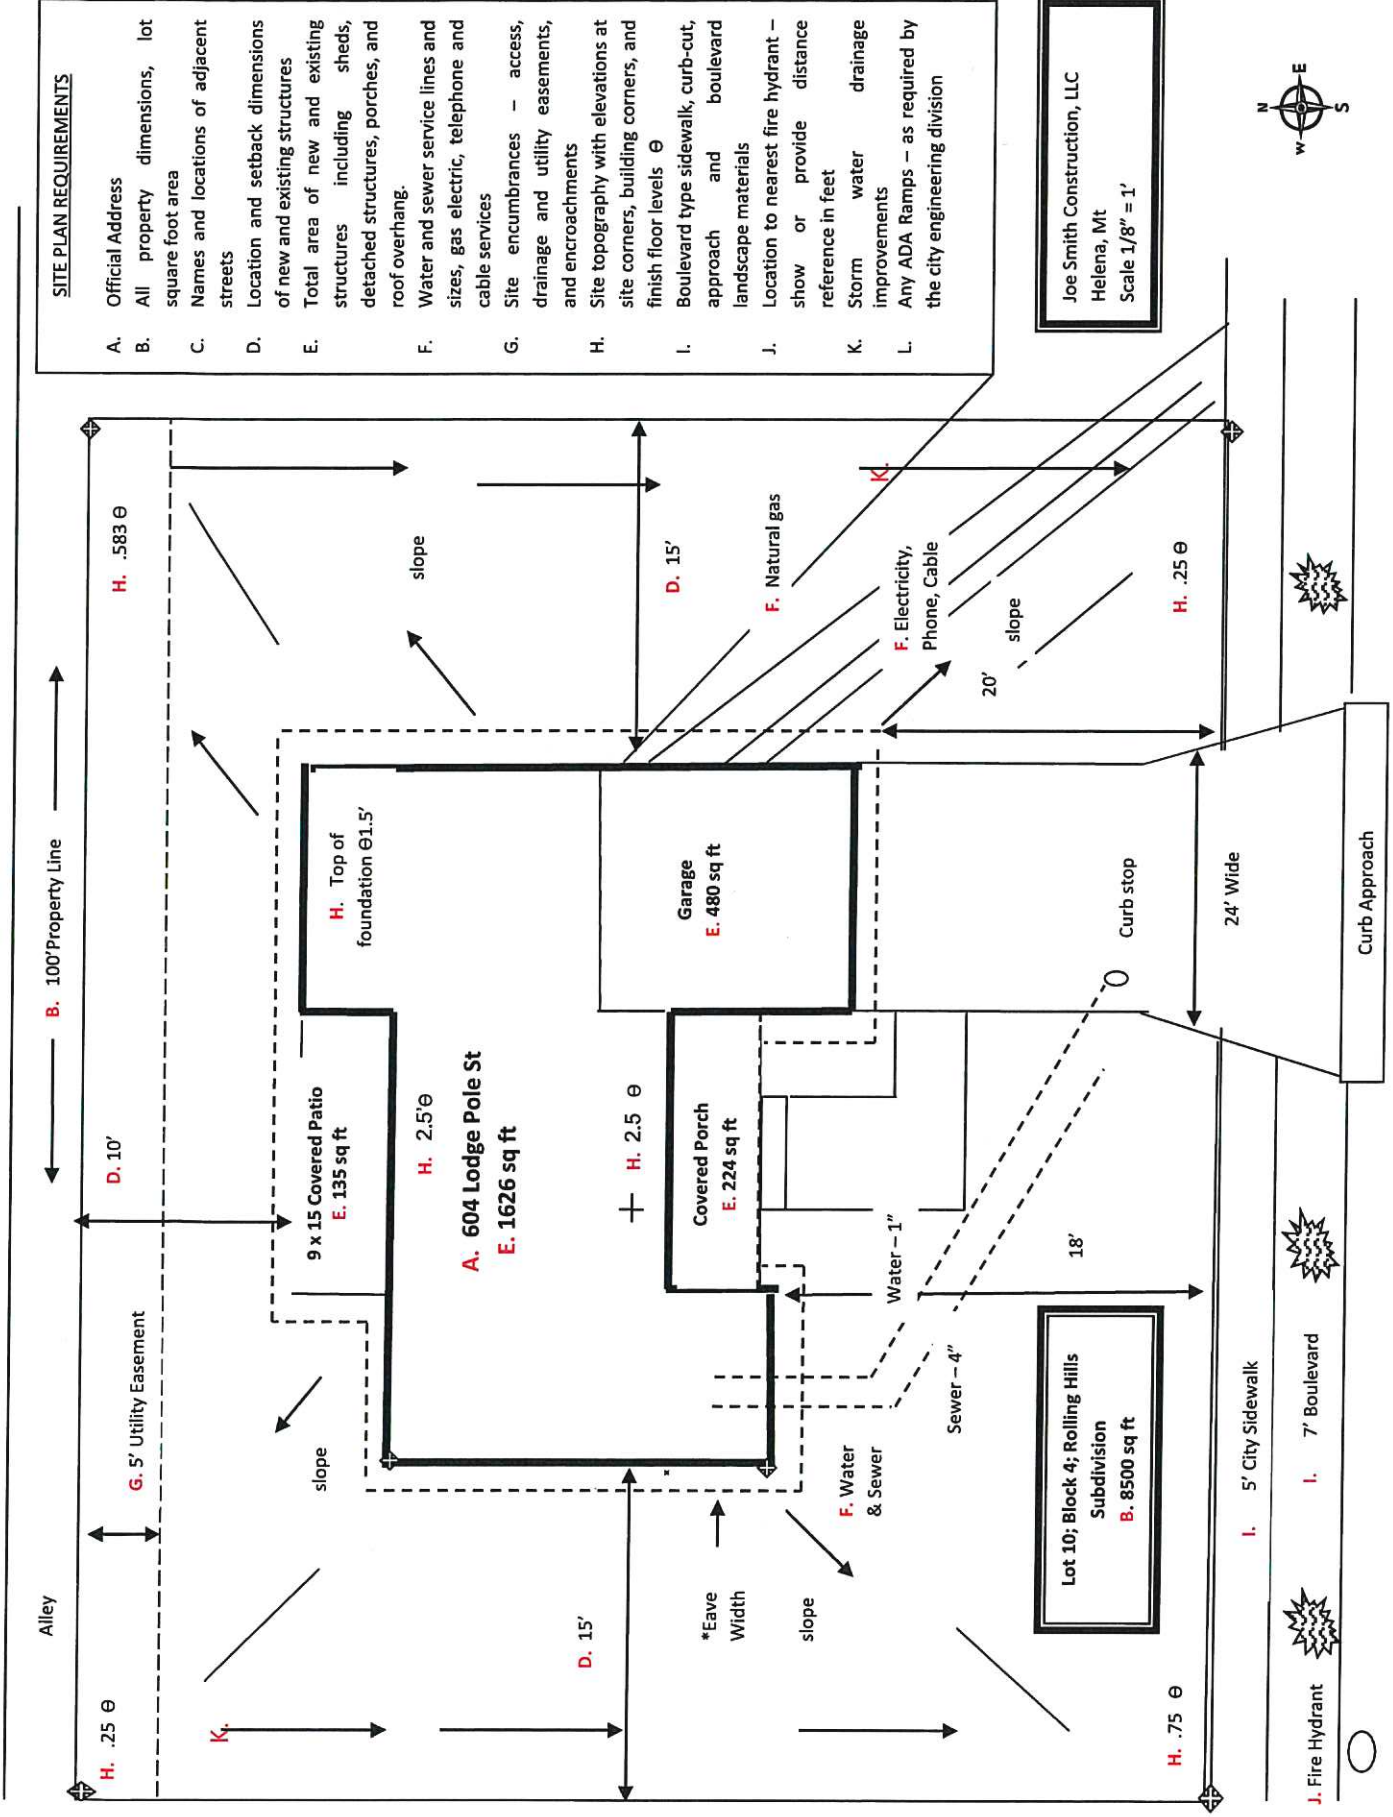 SITE PLAN REQUIREMENTS
A. Official Address
B. All property dimensions, lot
square foot area
C. Names and locations of adjacent
streets
D. Location and setback dimensions
of new and existing structures
E. Total area of new and existing
structures including sheds,
detached structures, porches, and
roof overhang.
F. Water and sewer service lines and
sizes, gas electric, telephone and
cable services
G. Site encumbrances – access,
drainage and utility easements,
and encroachments
H. Site topography with elevations at
site corners, building corners, and
finish floor levels ϴ
I. Boulevard type sidewalk, curb-cut,
approach and boulevard
landscape materials
J. Location to nearest fire hydrant –
show or provide distance
reference in feet
K. Storm water drainage
improvements
L. Any ADA Ramps – as required by
the city engineering division
Joe Smith Construction, LLC
Helena, Mt
Scale 1/8” = 1’
N
W
E
S
Alley
B. 100’Property Line
H. .25 ϴ
G. 5’ Utility Easement
D. 10’
H. .583 ϴ
K.
slope
slope
9 x 15 Covered Patio
E. 135 sq ft
H. Top of
foundation ϴ1.5’
H. 2.5’ϴ
A. 604 Lodge Pole St
E. 1626 sq ft
H. 2.5 ϴ
D. 15’
D. 15’
Garage
E. 480 sq ft
Covered Porch
E. 224 sq ft
*Eave
Width
F. Natural gas
K.
slope
F. Water
& Sewer
Water – 1”
F. Electricity,
Phone, Cable
Sewer – 4”
20’
slope
18’
Curb stop
Lot 10; Block 4; Rolling Hills
Subdivision
B. 8500 sq ft
H. .75 ϴ
H. .25 ϴ
24’ Wide
I. 5’ City Sidewalk
I. 7’ Boulevard
J. Fire Hydrant
Curb Approach